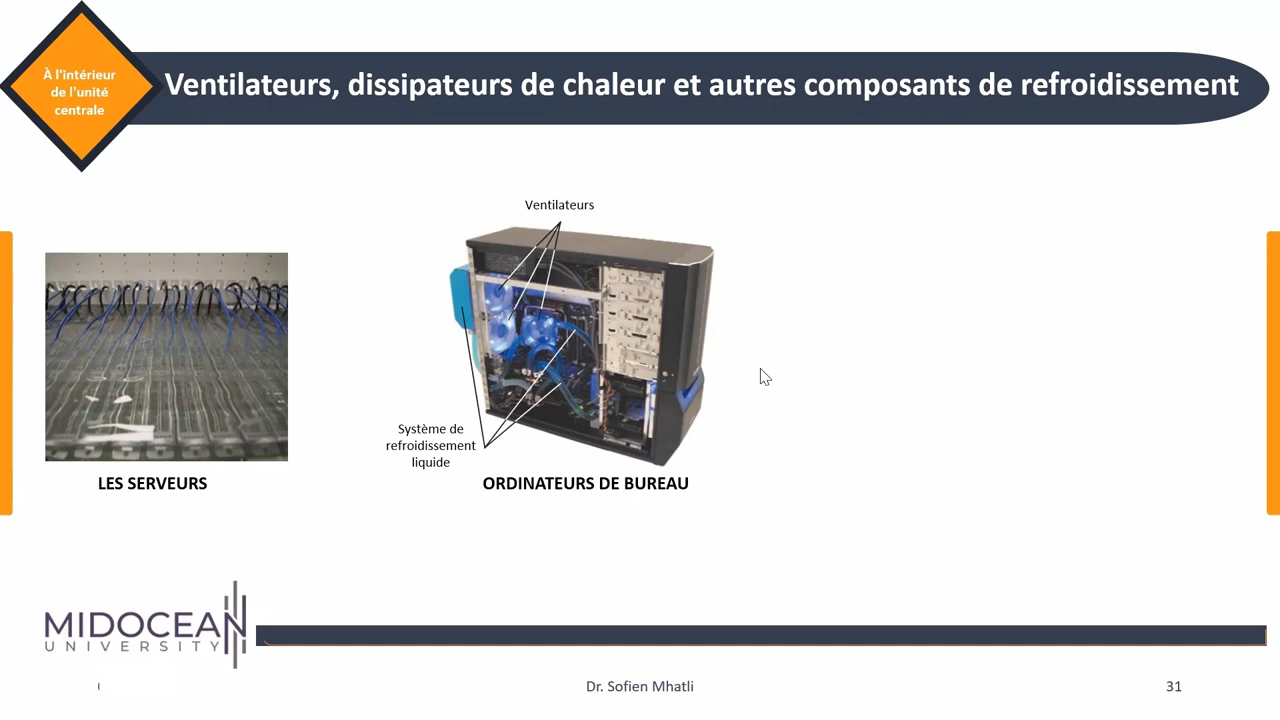 À l'intérieur
de l'unité
centrale
Ventilateurs, dissipateurs de chaleur et autres composants de refroidissement
Ventilateurs
Système de
refroidissement
liquide
LES SERVEURS
ORDINATEURS DE BUREAU
MIDOCEAN
UNIVERSITY
Dr. Sofien Mhatli
31